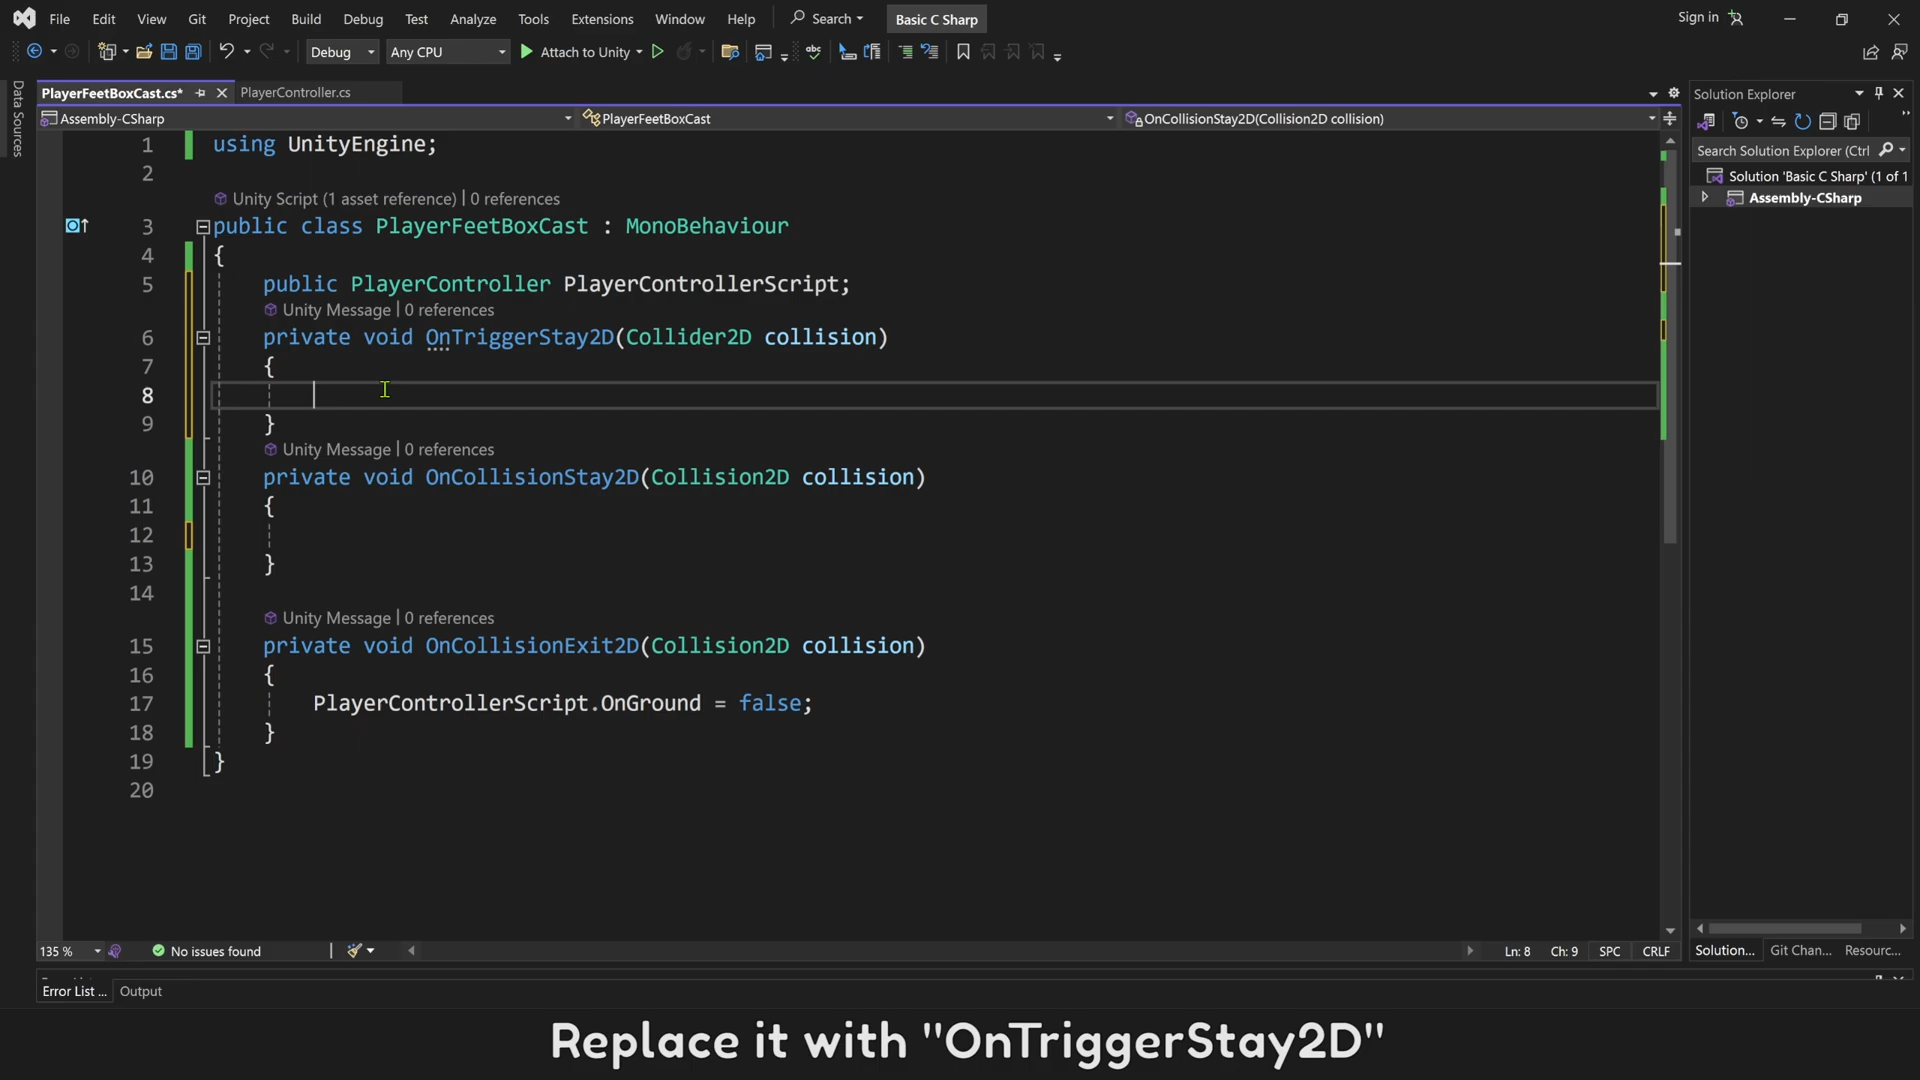 File Edit View Git Project Build Debug Test Analyze Tools Extensions Window Help Search Basic C Sharp Sign in
Debug Any CPU Attach to Unity
Data Sources
PlayerFeetBoxCast.cs* PlayerController.cs
Assembly-CSharp PlayerFeetBoxCast OnCollisionStay2D(Collision2D collision)
1 using UnityEngine;
2
Unity Script (1 asset reference) | 0 references
3 public class PlayerFeetBoxCast : MonoBehaviour
4 {
5 public PlayerController PlayerControllerScript;
Unity Message | 0 references
6 private void OnTriggerStay2D(Collider2D collision)
7 {
8
9 }
Unity Message | 0 references
10 private void OnCollisionStay2D(Collision2D collision)
11 {
12
13 }
14
Unity Message | 0 references
15 private void OnCollisionExit2D(Collision2D collision)
16 {
17 PlayerControllerScript.OnGround = false;
18 }
19 }
20
Solution Explorer
Search Solution Explorer (Ctrl
Solution 'Basic C Sharp' (1 of 1
Assembly-CSharp
135 % No issues found Ln: 8 Ch: 9 SPC CRLF
Solution... Git Chan... Resourc...
Error List ... Output
Replace it with "OnTriggerStay2D"